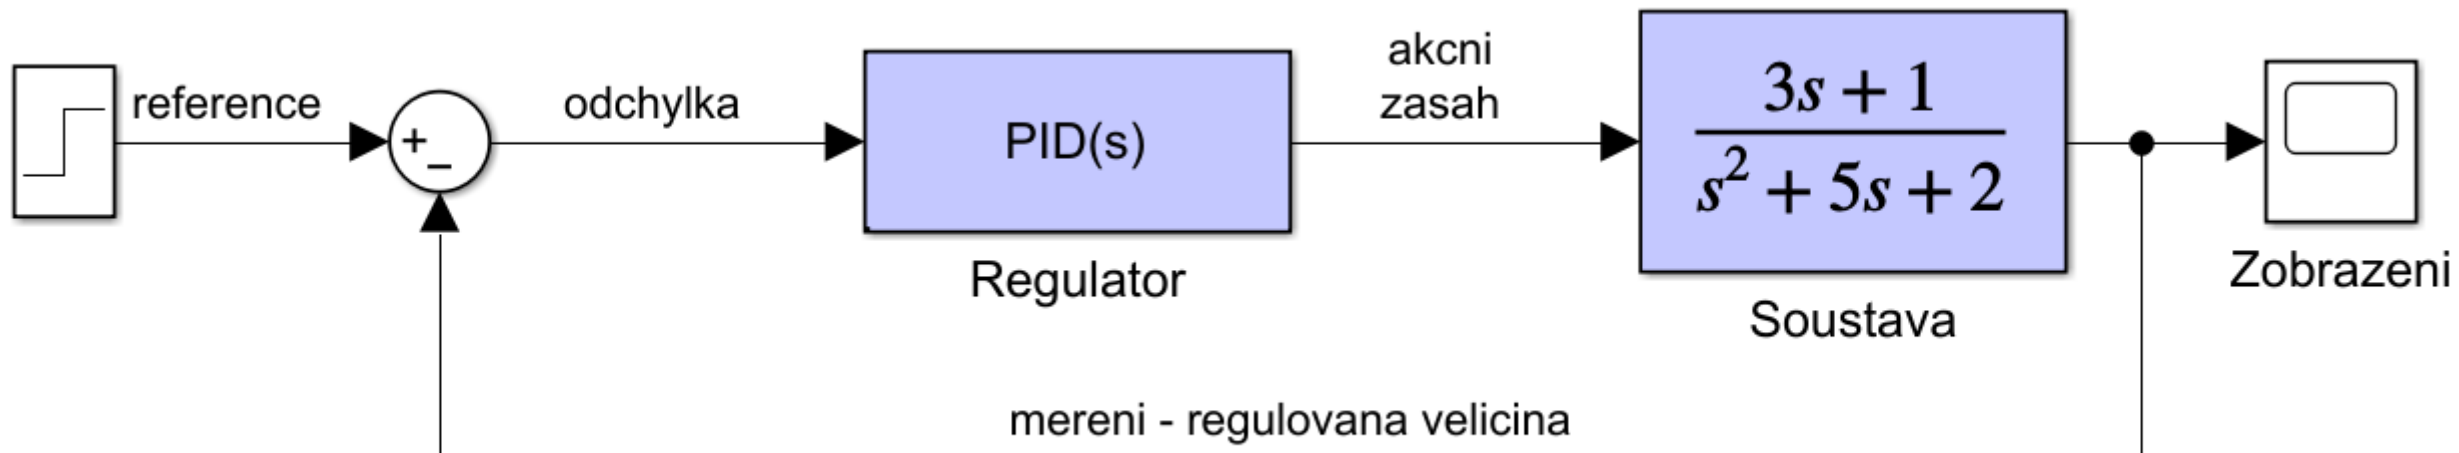 reference
+
−
odchylka
PID(s)
Regulator
akcni
zasah
3s + 1
s² + 5s + 2
Soustava
Zobrazeni
mereni - regulovana velicina